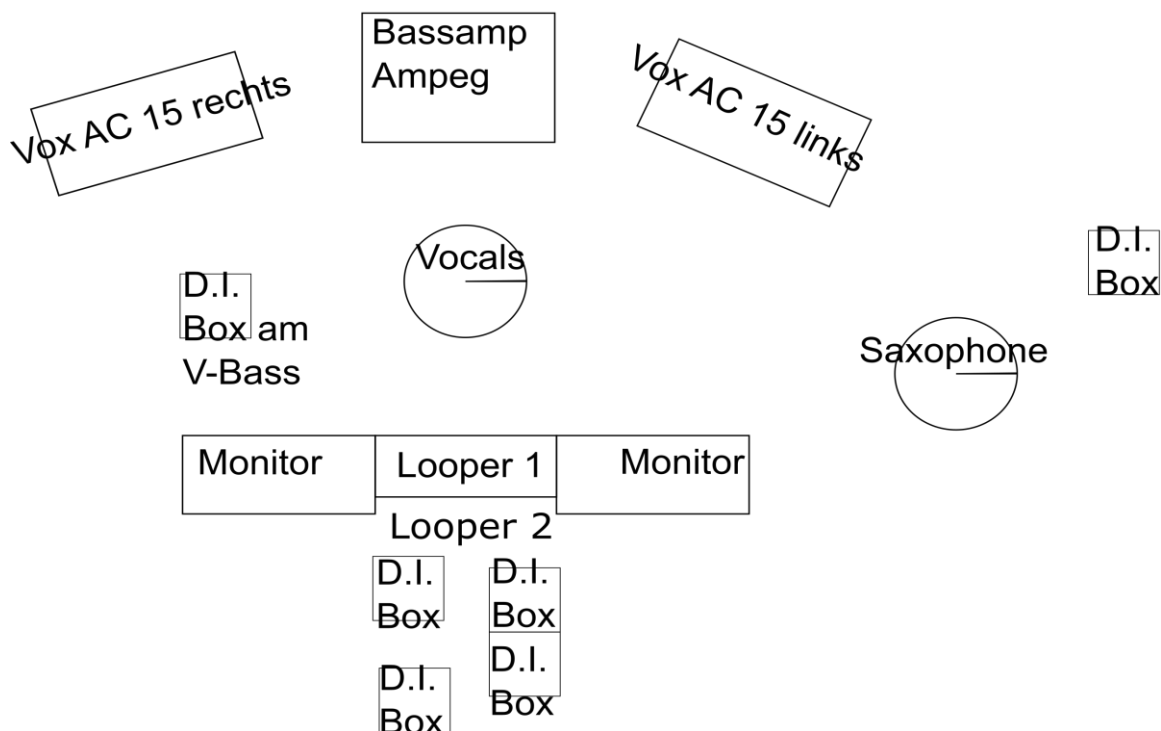 Bassamp
Ampeg
Vox AC 15 rechts
Vox AC 15 links
Vocals
D.I.
Box am
V-Bass
D.I.
Box
Saxophone
Monitor
Looper 1
Monitor
Looper 2
D.I.
Box
D.I.
Box
D.I.
Box
D.I.
Box